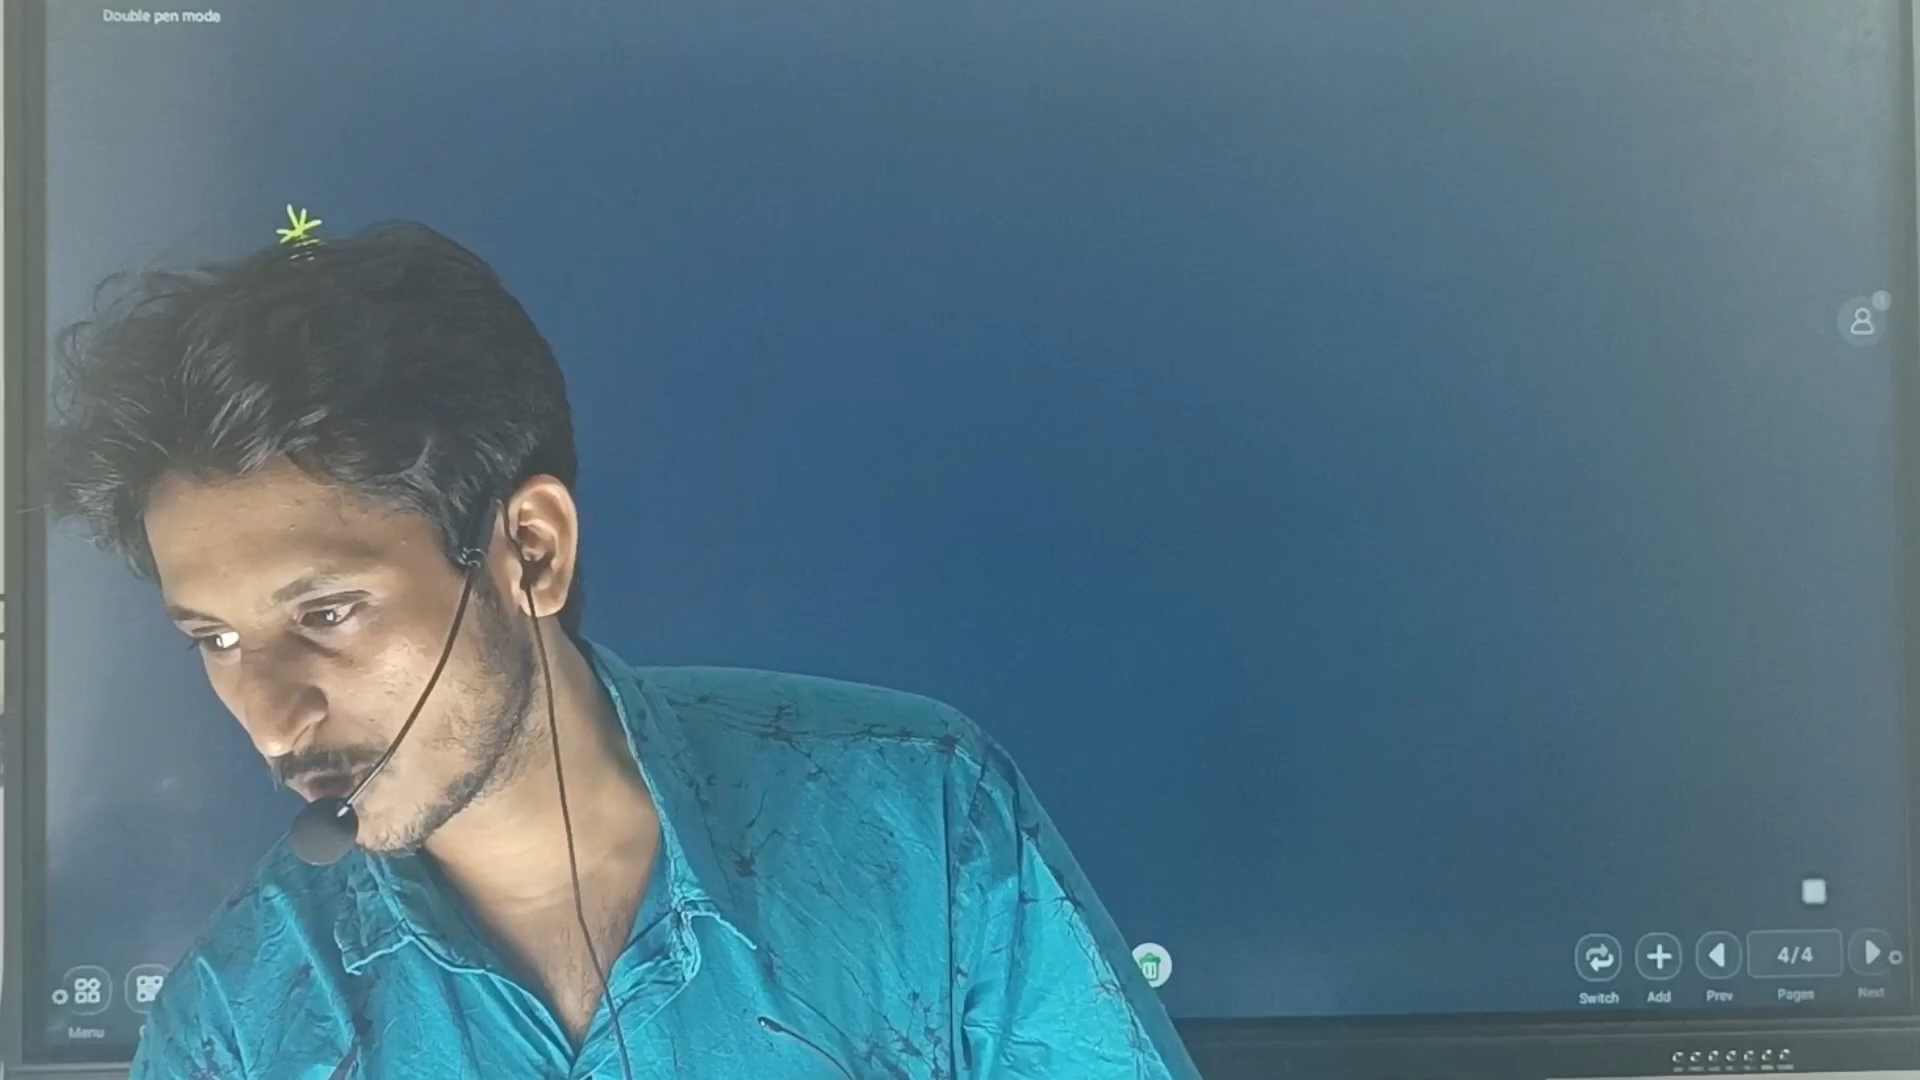 Double pen mode
Menu
Switch
Add
Prev
4/4
Pages
Next